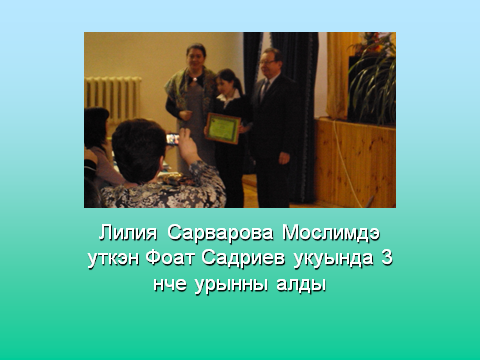 Лилия Сарварова Мослимдэ
уткэн Фоат Садриев укуында 3
нче урынны алды